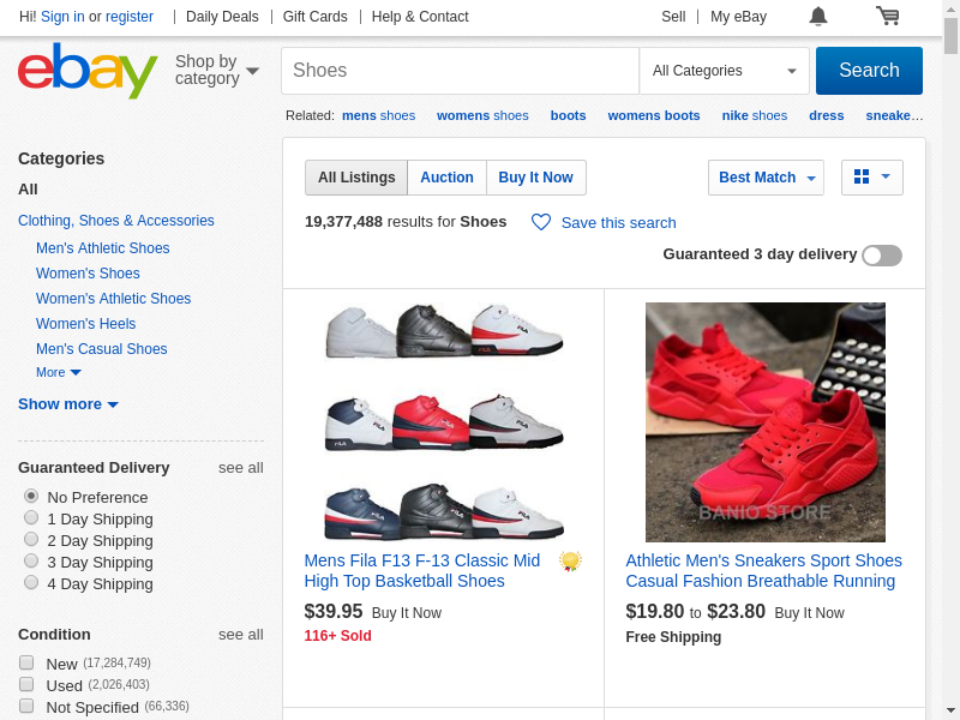 Hi! Sign in or register
Daily Deals
Gift Cards
Help & Contact
Sell
My eBay
ebay
Shop by
category
Shoes
All Categories
Search
Related: mens shoes womens shoes boots womens boots nike shoes dress sneake…
Categories
All
Clothing, Shoes & Accessories
Men's Athletic Shoes
Women's Shoes
Women's Athletic Shoes
Women's Heels
Men's Casual Shoes
More
Show more
Guaranteed Delivery see all
No Preference
1 Day Shipping
2 Day Shipping
3 Day Shipping
4 Day Shipping
Condition see all
New (17,284,749)
Used (2,026,403)
Not Specified (66,336)
All Listings
Auction
Buy It Now
Best Match
19,377,488 results for Shoes
Save this search
Guaranteed 3 day delivery
BANIO STORE
Mens Fila F13 F-13 Classic Mid
High Top Basketball Shoes
$39.95 Buy It Now
116+ Sold
Athletic Men's Sneakers Sport Shoes
Casual Fashion Breathable Running
$19.80 to $23.80 Buy It Now
Free Shipping